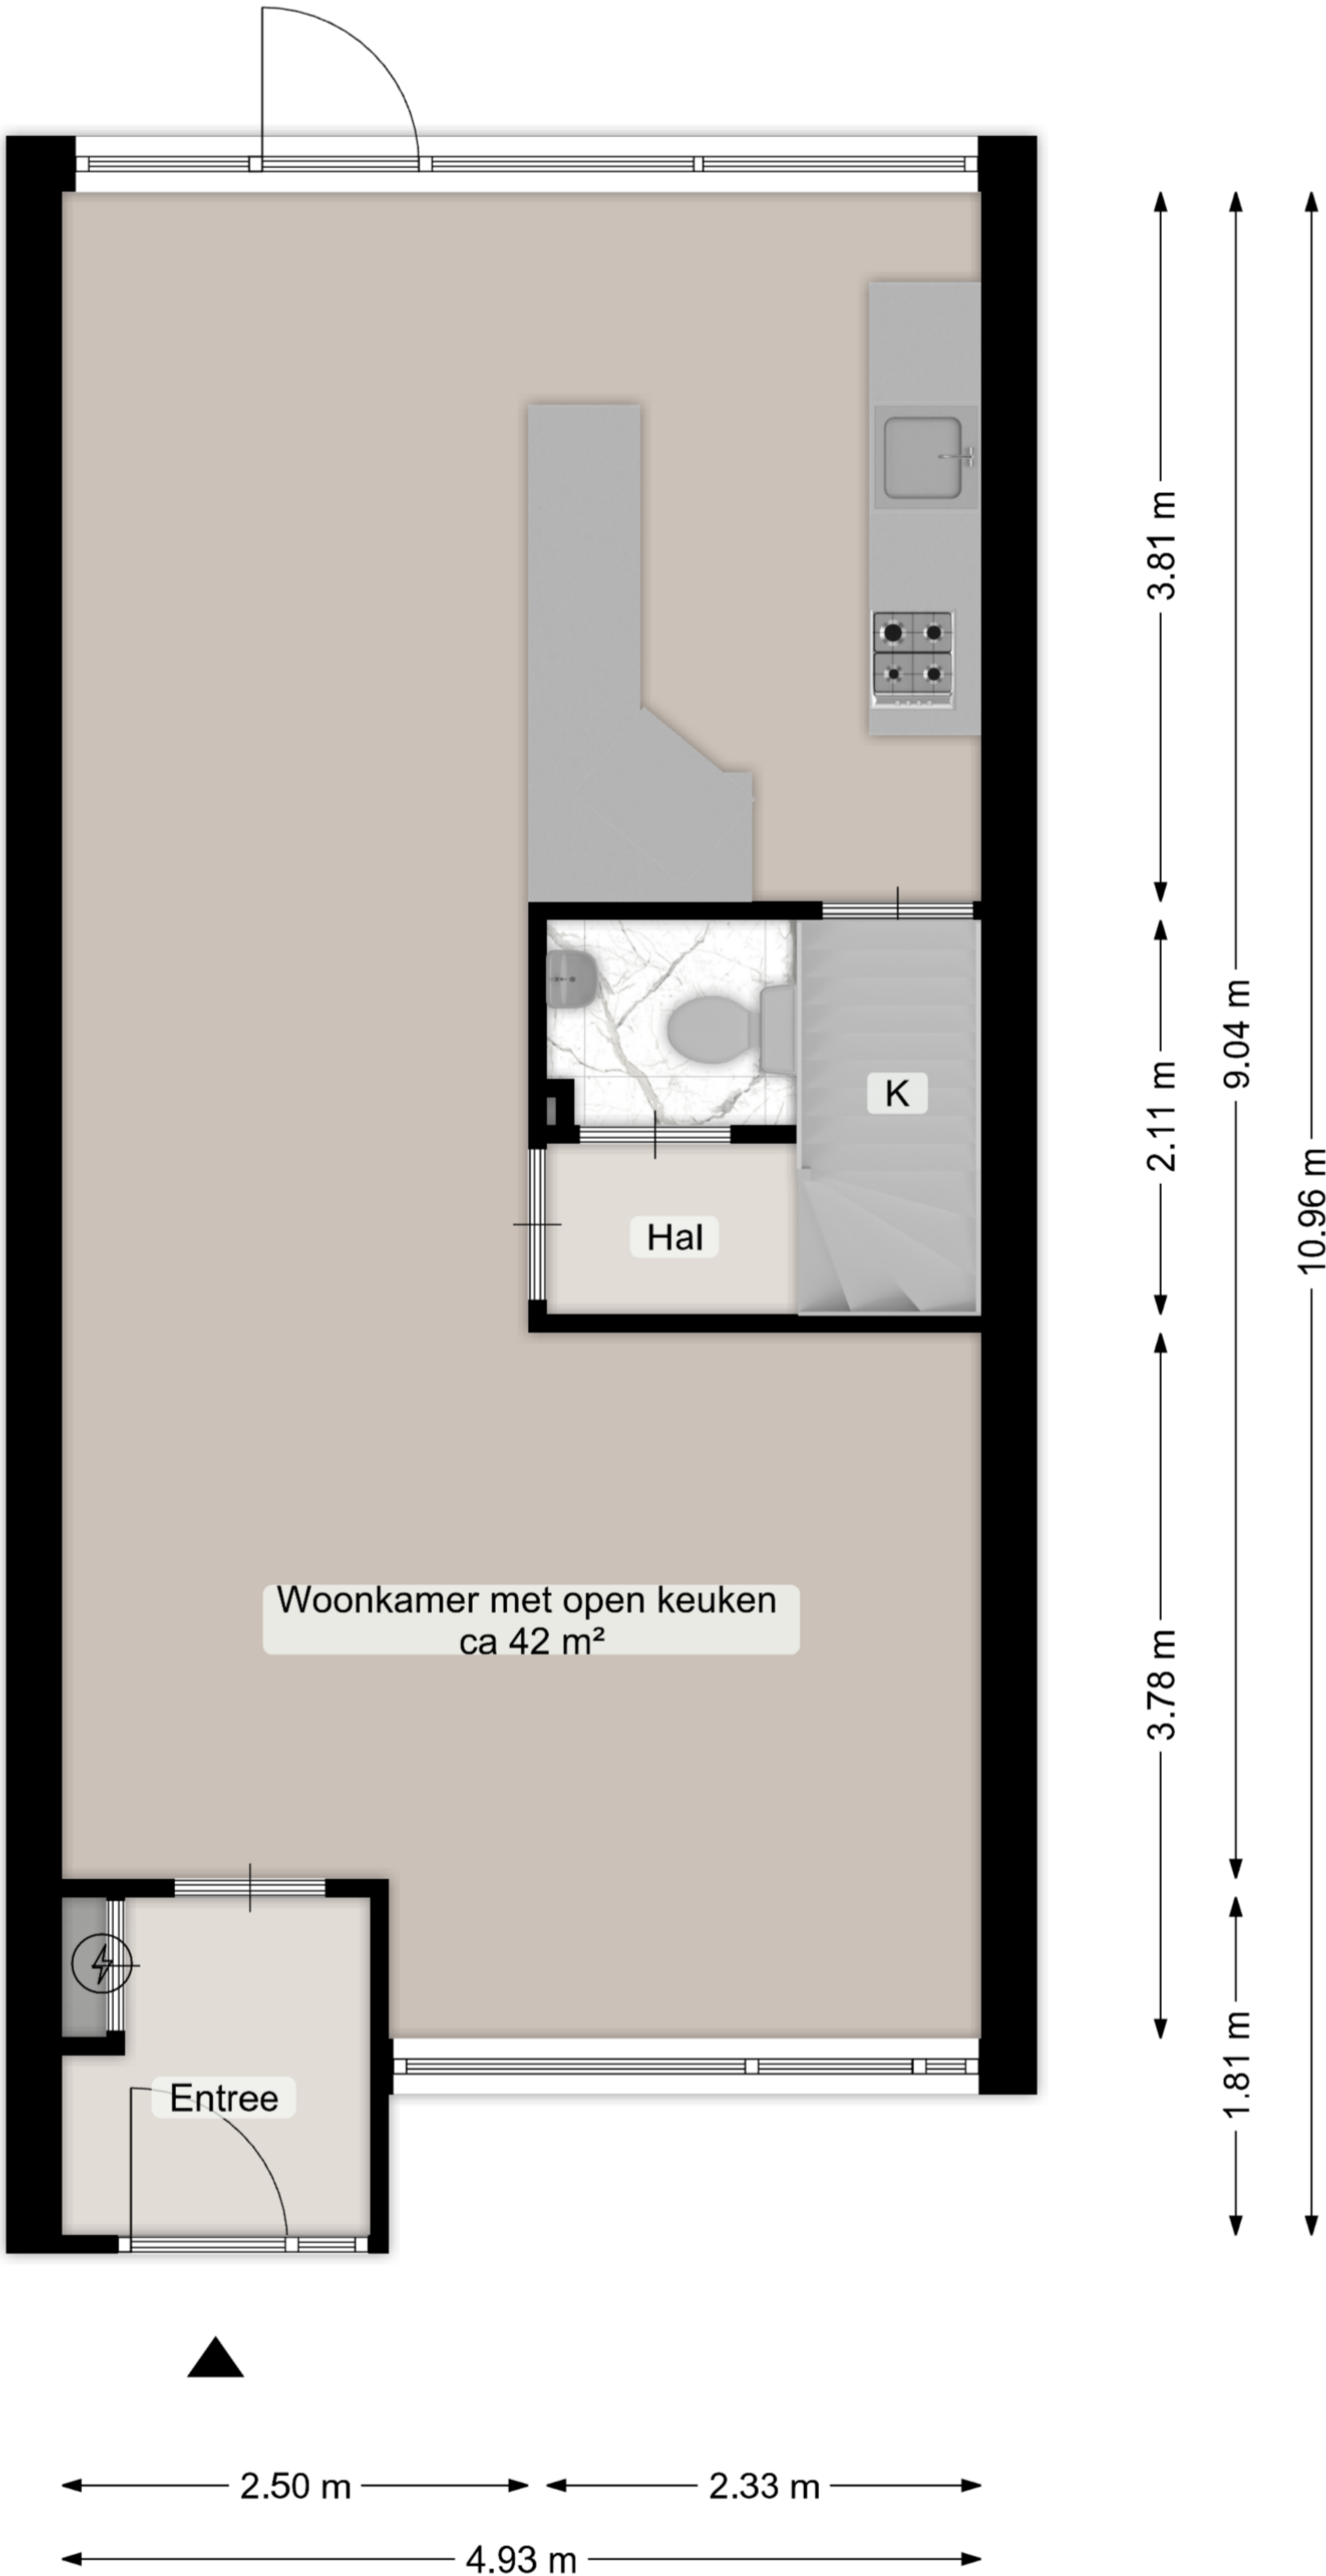 3.81 m
9.04 m
K
2.11 m
10.96 m
Hal
Woonkamer met open keuken
ca 42 m²
3.78 m
Entree
1.81 m
2.50 m
2.33 m
4.93 m